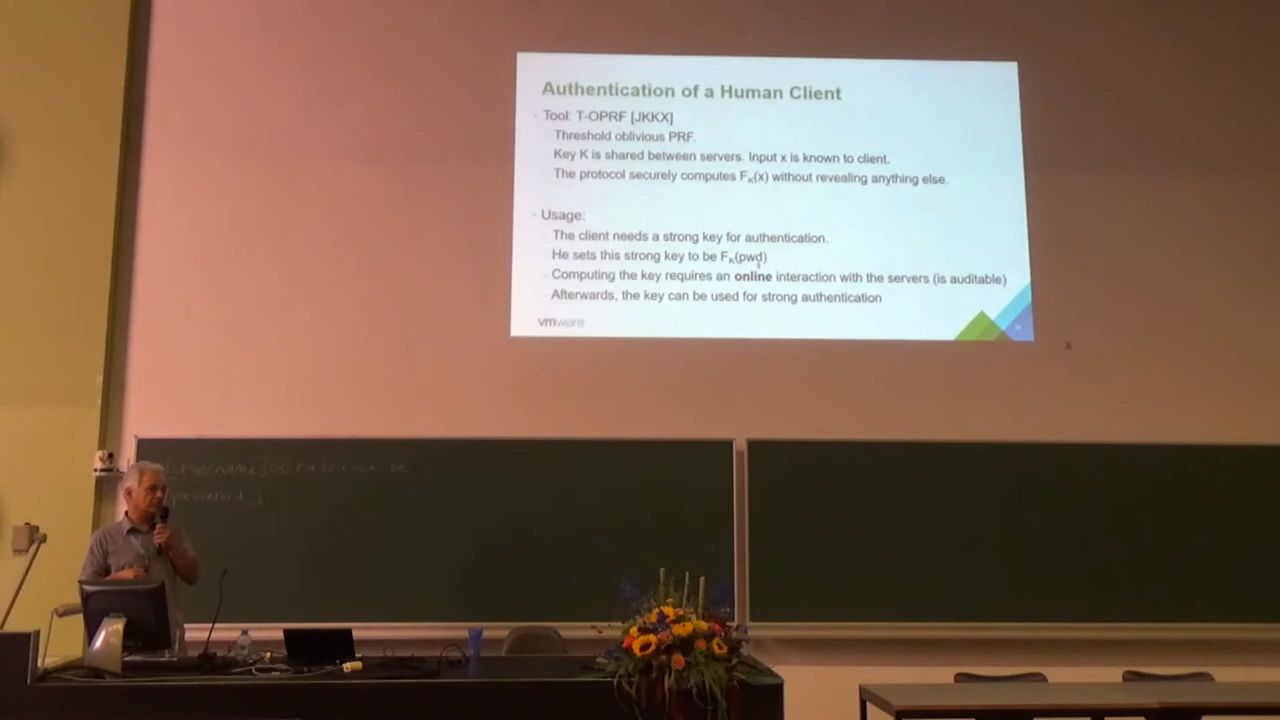 Authentication of a Human Client
Tool: T-OPRF [JKKX]
Threshold oblivious PRF.
Key K is shared between servers. Input x is known to client.
The protocol securely computes FK(x) without revealing anything else.
Usage:
The client needs a strong key for authentication.
He sets this strong key to be FK(pwd)
Computing the key requires an online interaction with the servers (is auditable)
Afterwards, the key can be used for strong authentication
vmware